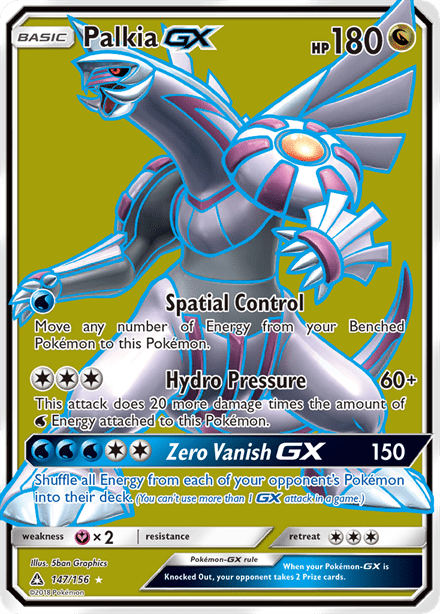 BASIC Palkia GX HP 180
Spatial Control
Move any number of Energy from your Benched
Pokémon to this Pokémon.
Hydro Pressure 60+
This attack does 20 more damage times the amount of
Energy attached to this Pokémon.
Zero Vanish GX 150
Shuffle all Energy from each of your opponent's Pokémon
into their deck. (You can't use more than 1 GX attack in a game.)
weakness × 2 resistance retreat
Illus. 5ban Graphics
Pokémon-GX rule
When your Pokémon-GX is
Knocked Out, your opponent takes 2 Prize cards.
147/156
©2018 Pokémon